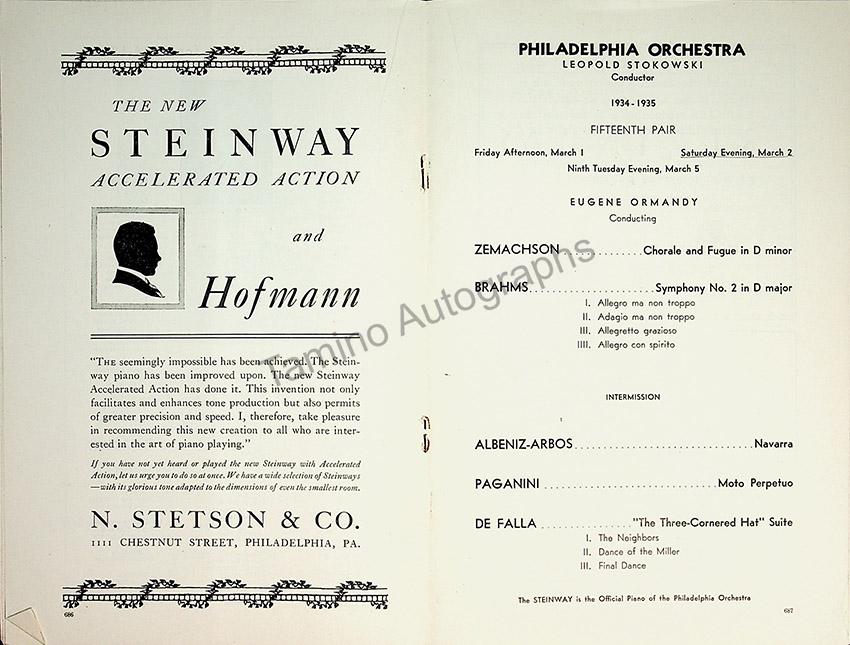 THE NEW
STEINWAY
ACCELERATED ACTION
and
Hofmann
"THE seemingly impossible has been achieved. The Stein-
way piano has been improved upon. The new Steinway
Accelerated Action has done it. This invention not only
facilitates and enhances tone production but also permits
of greater precision and speed. I, therefore, take pleasure
in recommending this new creation to all who are inter-
ested in the art of piano playing."
If you have not yet heard or played the new Steinway with Accelerated
Action, let us urge you to do so at once. We have a wide selection of Steinways
—with its glorious tone adapted to the dimensions of even the smallest room.
N. STETSON & CO.
1111 CHESTNUT STREET, PHILADELPHIA, PA.
686
PHILADELPHIA ORCHESTRA
LEOPOLD STOKOWSKI
Conductor
1934-1935
FIFTEENTH PAIR
Friday Afternoon, March 1 Saturday Evening, March 2
Ninth Tuesday Evening, March 5
EUGENE ORMANDY
Conducting
ZEMACHSON..............Chorale and Fugue in D minor
BRAHMS......................Symphony No. 2 in D major
I. Allegro ma non troppo
II. Adagio ma non troppo
III. Allegretto grazioso
IIII. Allegro con spirito
INTERMISSION
ALBENIZ-ARBOS...............................Navarra
PAGANINI..............................Moto Perpetuo
DE FALLA................"The Three-Cornered Hat" Suite
I. The Neighbors
II. Dance of the Miller
III. Final Dance
The STEINWAY is the Official Piano of the Philadelphia Orchestra
687
Tamino Autographs